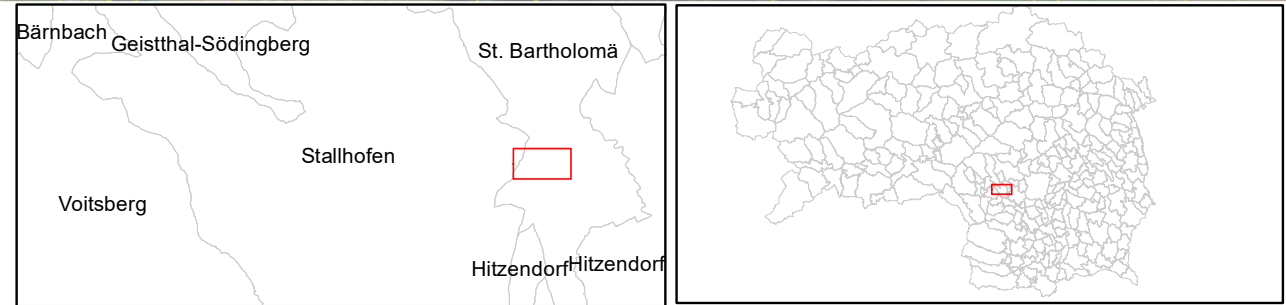 Bärnbach
Geistthal-Södingberg
St. Bartholomä
Stallhofen
Voitsberg
Hitzendorf
Hitzendorf